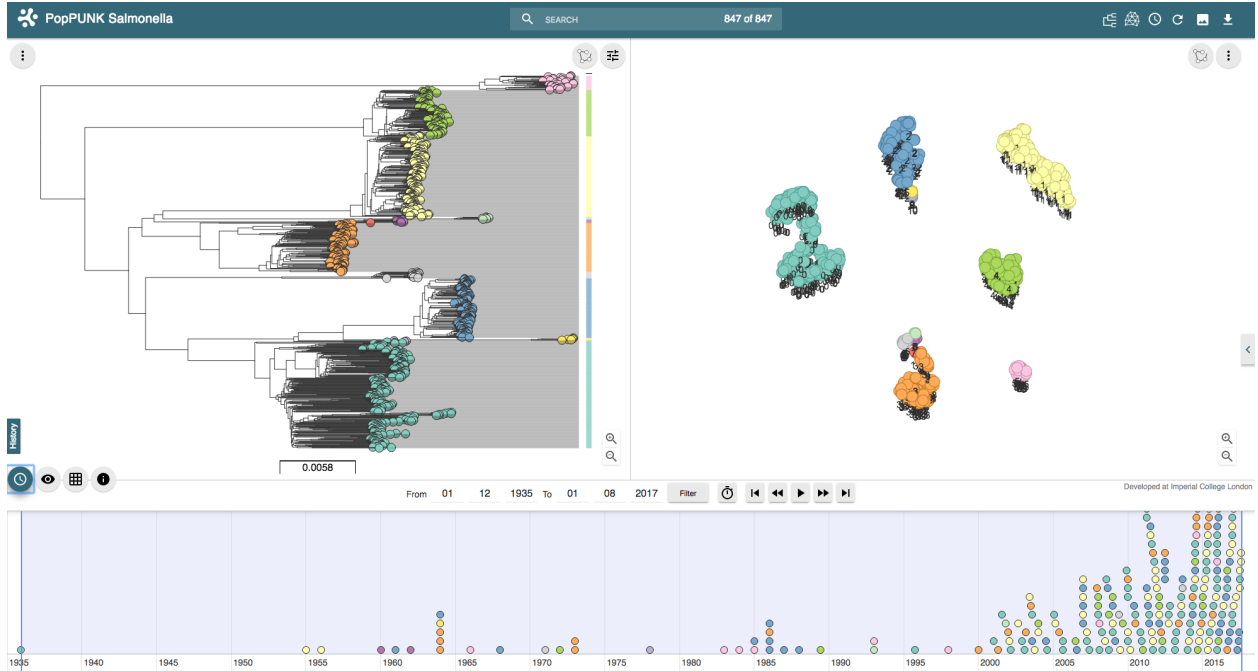 PopPUNK Salmonella
SEARCH 847 of 847
History
0.0058
From 01 12 1935 To 01 08 2017 Filter
Developed at Imperial College London
1935 1940 1945 1950 1955 1960 1965 1970 1975 1980 1985 1990 1995 2000 2005 2010 2015